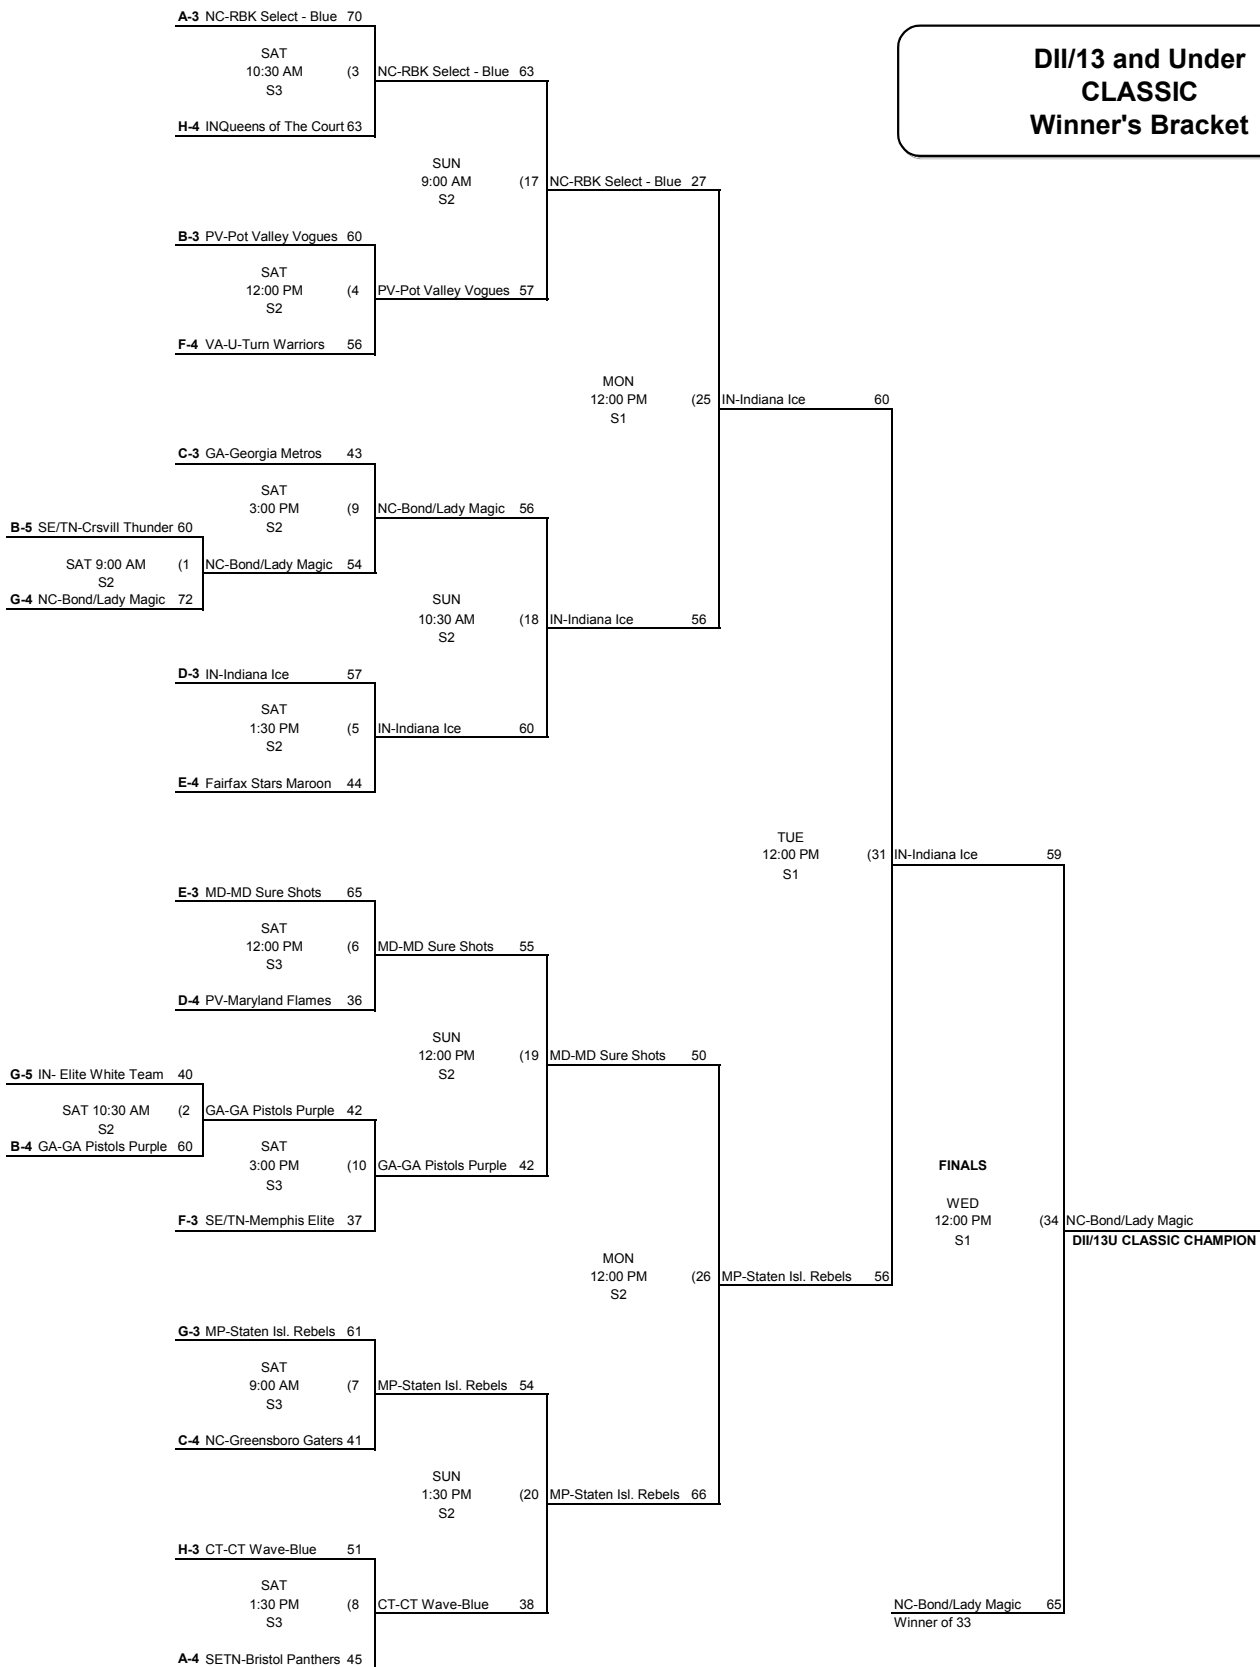 A-3 NC-RBK Select - Blue 70
DII/13 and Under
CLASSIC
Winner's Bracket
SAT
10:30 AM (3 NC-RBK Select - Blue 63
S3
H-4 INQueens of The Court 63
SUN
9:00 AM (17 NC-RBK Select - Blue 27
S2
B-3 PV-Pot Valley Vogues 60
SAT
12:00 PM (4 PV-Pot Valley Vogues 57
S2
F-4 VA-U-Turn Warriors 56
MON
12:00 PM (25 IN-Indiana Ice 60
S1
C-3 GA-Georgia Metros 43
SAT
3:00 PM (9 NC-Bond/Lady Magic 56
S2
B-5 SE/TN-Crsvill Thunder 60
SAT 9:00 AM (1 NC-Bond/Lady Magic 54
S2
G-4 NC-Bond/Lady Magic 72
SUN
10:30 AM (18 IN-Indiana Ice 56
S2
D-3 IN-Indiana Ice 57
SAT
1:30 PM (5 IN-Indiana Ice 60
S2
E-4 Fairfax Stars Maroon 44
TUE
12:00 PM (31 IN-Indiana Ice 59
S1
E-3 MD-MD Sure Shots 65
SAT
12:00 PM (6 MD-MD Sure Shots 55
S3
D-4 PV-Maryland Flames 36
SUN
12:00 PM (19 MD-MD Sure Shots 50
S2
G-5 IN- Elite White Team 40
SAT 10:30 AM (2 GA-GA Pistols Purple 42
S2
B-4 GA-GA Pistols Purple 60
SAT
3:00 PM (10 GA-GA Pistols Purple 42
S3
F-3 SE/TN-Memphis Elite 37
FINALS
WED
12:00 PM (34 NC-Bond/Lady Magic
S1 DII/13U CLASSIC CHAMPION
MON
12:00 PM (26 MP-Staten Isl. Rebels 56
S2
G-3 MP-Staten Isl. Rebels 61
SAT
9:00 AM (7 MP-Staten Isl. Rebels 54
S3
C-4 NC-Greensboro Gaters 41
SUN
1:30 PM (20 MP-Staten Isl. Rebels 66
S2
H-3 CT-CT Wave-Blue 51
SAT
1:30 PM (8 CT-CT Wave-Blue 38
S3
NC-Bond/Lady Magic 65
Winner of 33
A-4 SETN-Bristol Panthers 45